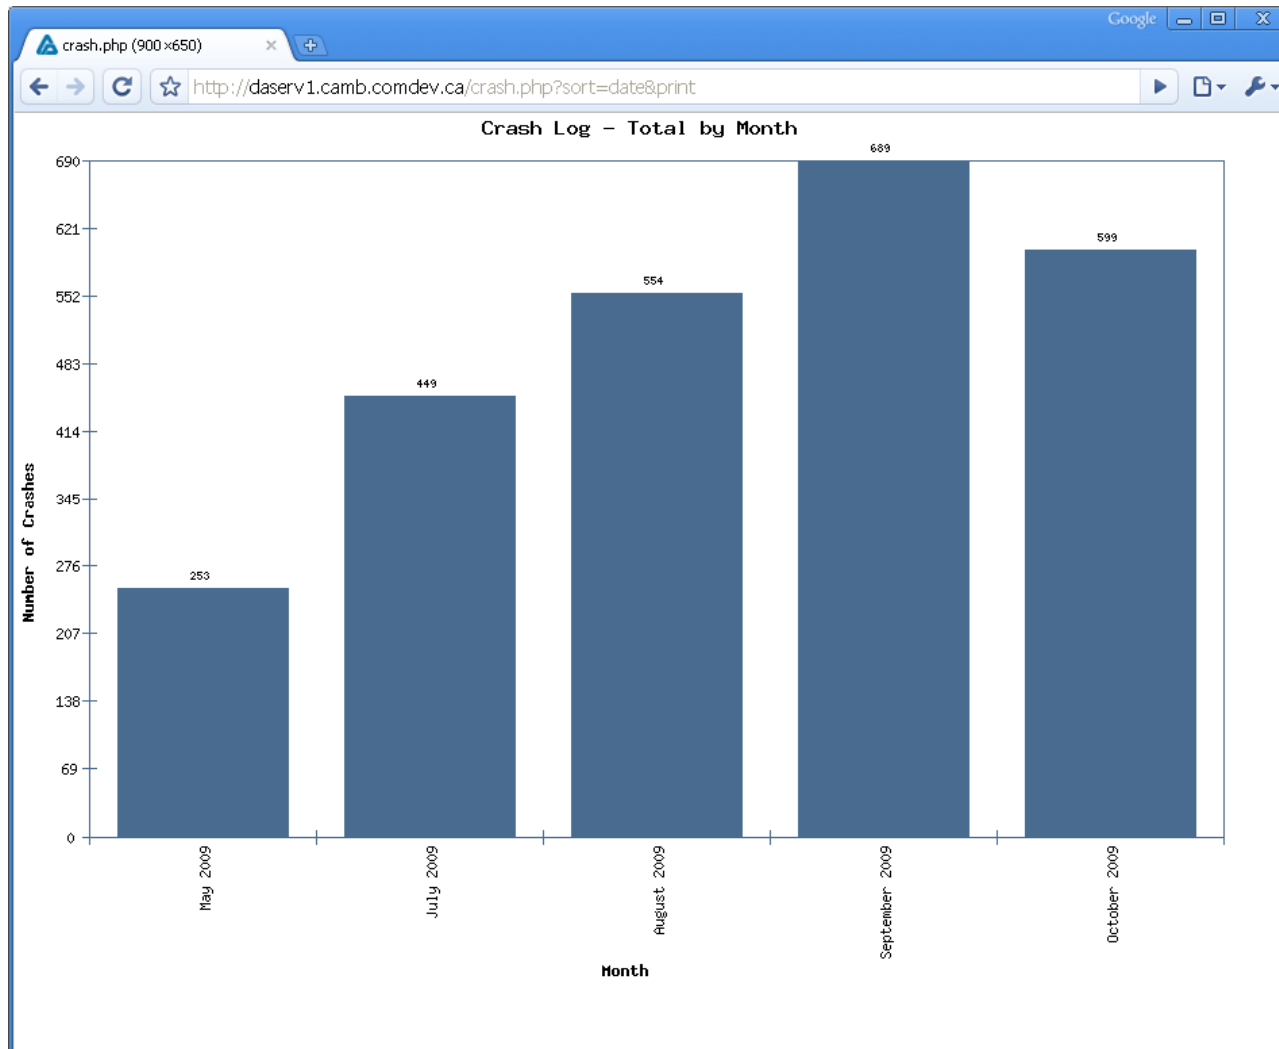 Google
crash.php (900×650)
http://daserv1.camb.comdev.ca/crash.php?sort=date&print
Crash Log - Total by Month
690
621
552
483
414
345
276
207
138
69
0
Number of Crashes
253
449
554
689
599
May 2009
July 2009
August 2009
September 2009
October 2009
Month